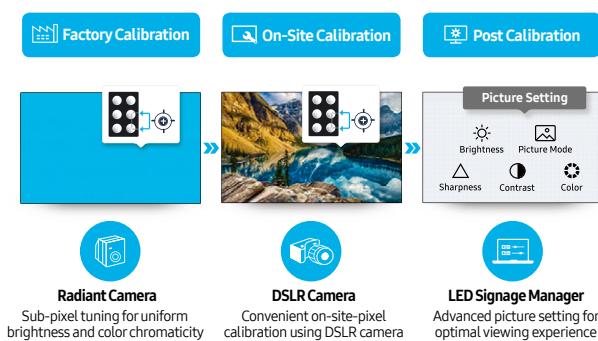 Factory Calibration
On-Site Calibration
Post Calibration
Picture Setting
Brightness
Picture Mode
Sharpness
Contrast
Color
Radiant Camera
Sub-pixel tuning for uniform
brightness and color chromaticity
DSLR Camera
Convenient on-site-pixel
calibration using DSLR camera
LED Signage Manager
Advanced picture setting for
optimal viewing experience